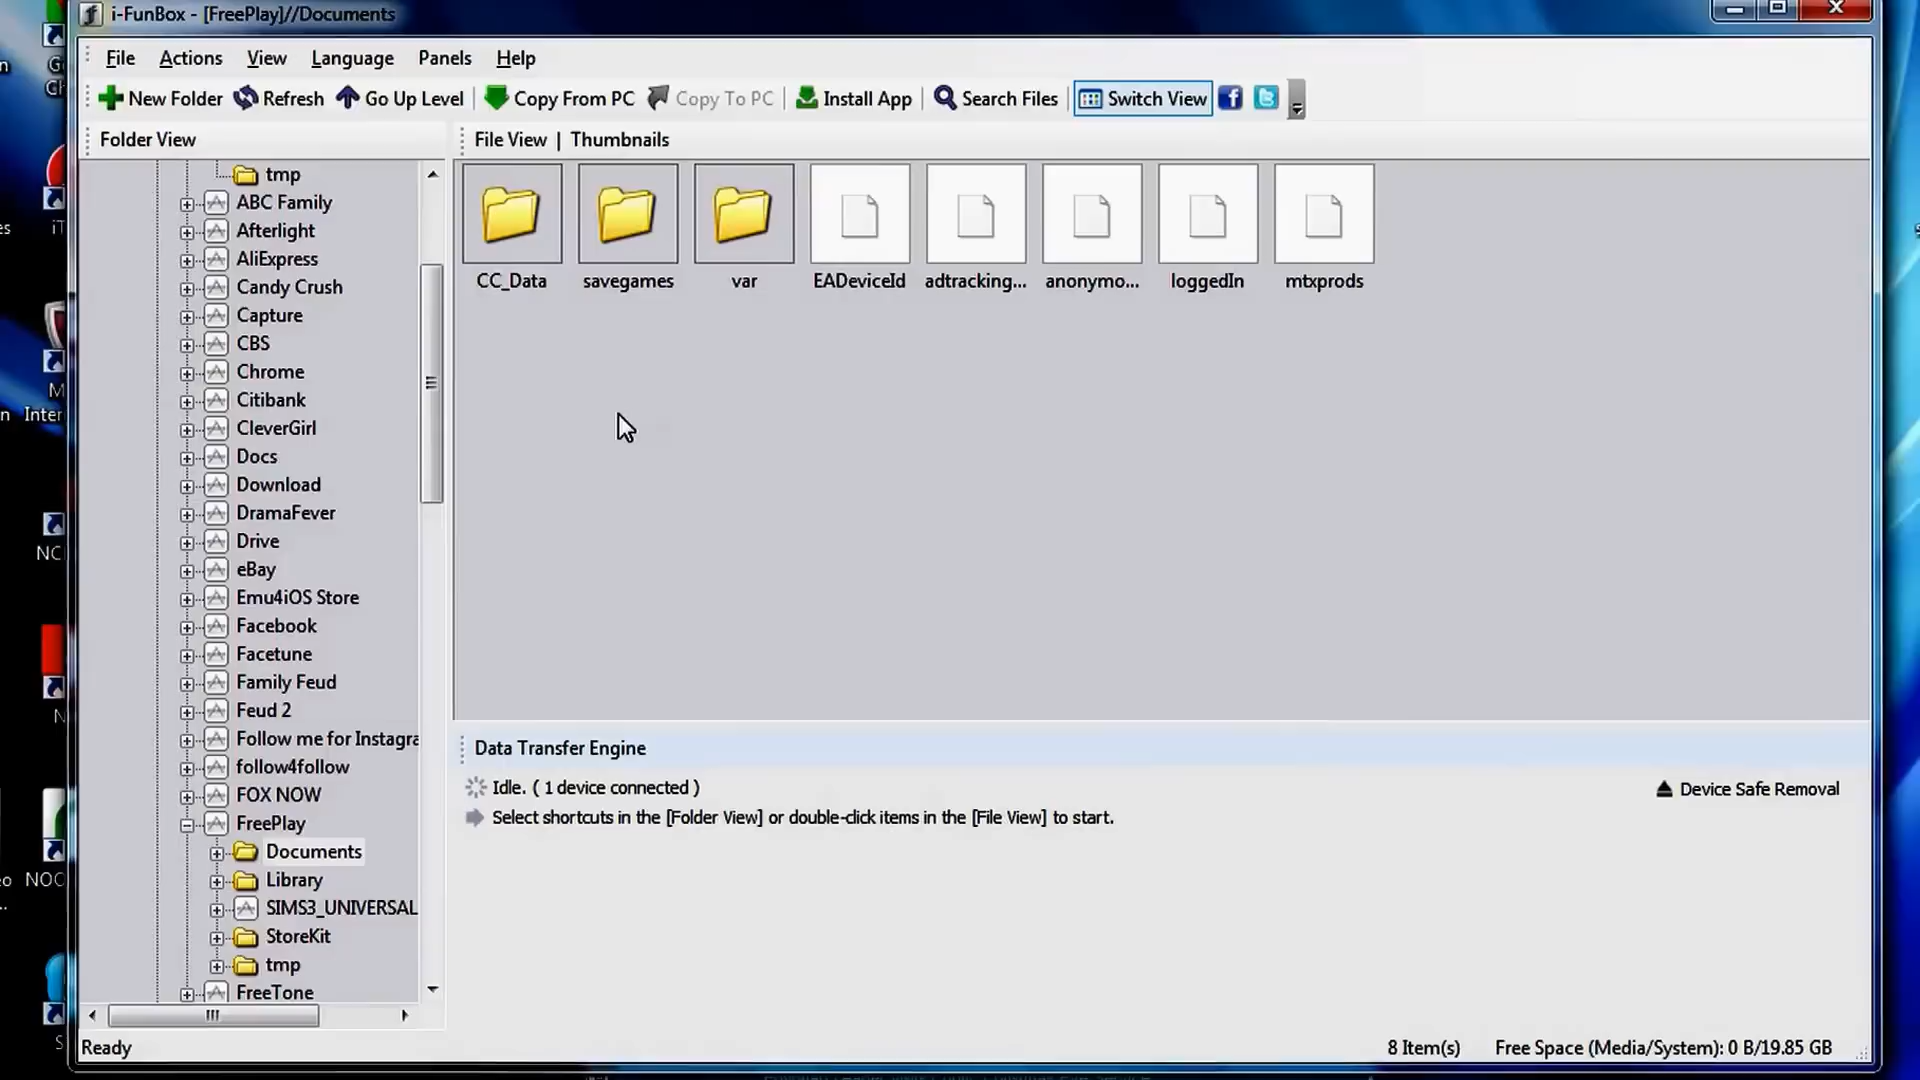 i-FunBox - [FreePlay]//Documents
File Actions View Language Panels Help
New Folder Refresh Go Up Level Copy From PC Copy To PC Install App Search Files Switch View
Folder View
File View | Thumbnails
tmp
ABC Family
Afterlight
AliExpress
Candy Crush
Capture
CBS
Chrome
Citibank
CleverGirl
Docs
Download
DramaFever
Drive
eBay
Emu4iOS Store
Facebook
Facetune
Family Feud
Feud 2
Follow me for Instagra
follow4follow
FOX NOW
FreePlay
Documents
Library
SIMS3_UNIVERSAL
StoreKit
tmp
FreeTone
CC_Data savegames var EADeviceId adtracking... anonymo... loggedIn mtxprods
Data Transfer Engine
Idle. ( 1 device connected )
Device Safe Removal
Select shortcuts in the [Folder View] or double-click items in the [File View] to start.
Ready
8 Item(s)
Free Space (Media/System): 0 B/19.85 GB